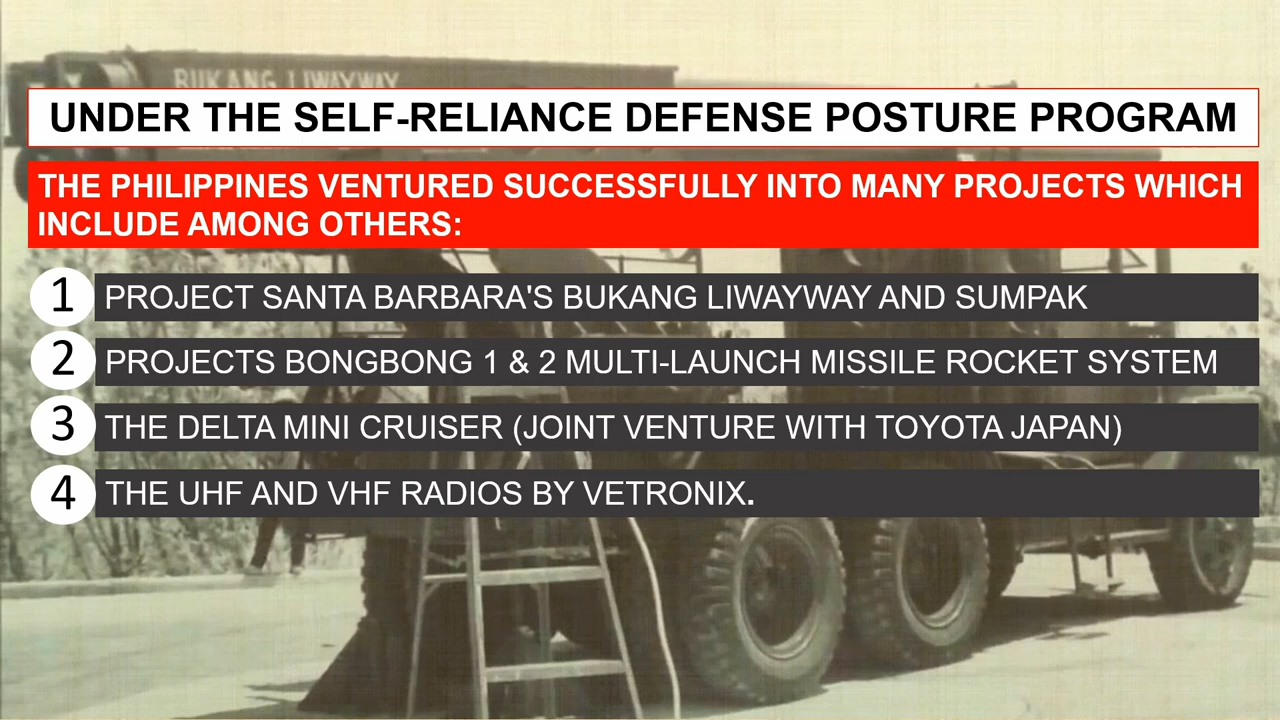 BUKANG LIWAYWAY
UNDER THE SELF-RELIANCE DEFENSE POSTURE PROGRAM
THE PHILIPPINES VENTURED SUCCESSFULLY INTO MANY PROJECTS WHICH
INCLUDE AMONG OTHERS:
1 PROJECT SANTA BARBARA'S BUKANG LIWAYWAY AND SUMPAK
2 PROJECTS BONGBONG 1 & 2 MULTI-LAUNCH MISSILE ROCKET SYSTEM
3 THE DELTA MINI CRUISER (JOINT VENTURE WITH TOYOTA JAPAN)
4 THE UHF AND VHF RADIOS BY VETRONIX.